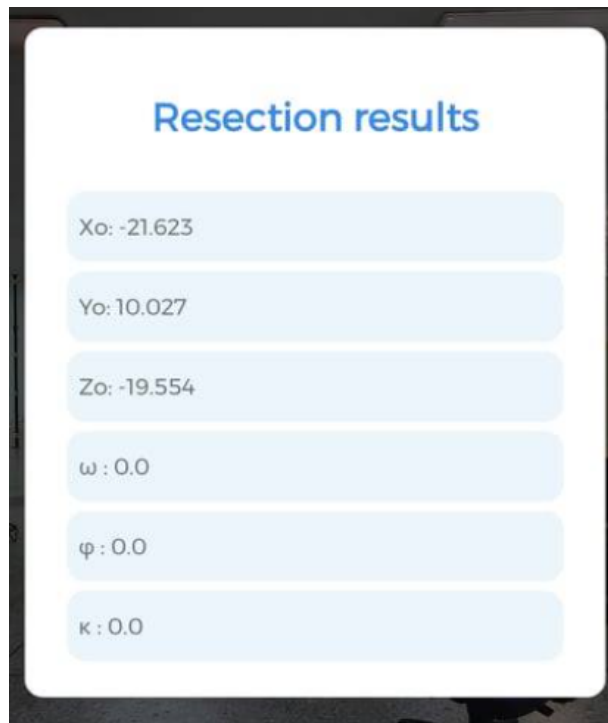 Resection results
Xo: -21.623
Yo: 10.027
Zo: -19.554
ω : 0.0
φ : 0.0
κ : 0.0